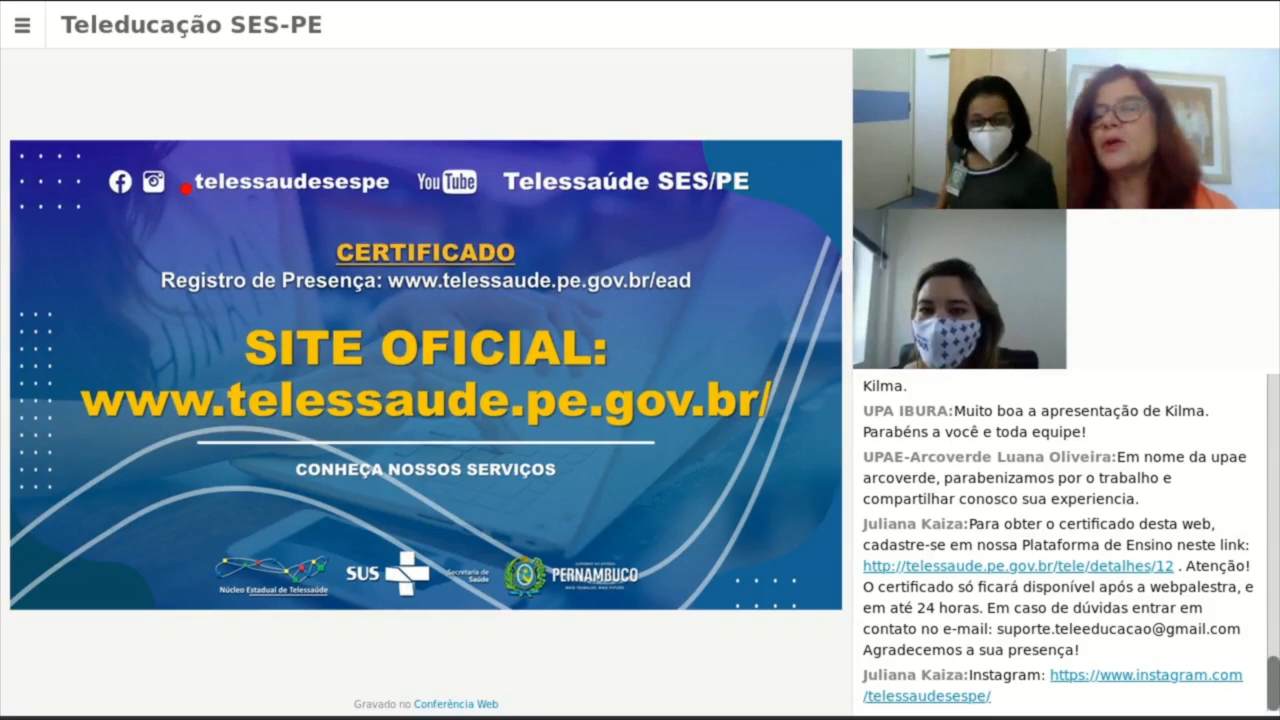 Teleducação SES-PE
telessaudesespe
YouTube
Telessaúde SES/PE
CERTIFICADO
Registro de Presença: www.telessaude.pe.gov.br/ead
SITE OFICIAL:
www.telessaude.pe.gov.br/
CONHEÇA NOSSOS SERVIÇOS
Núcleo Estadual de Telessaúde
SUS
Secretaria de
Saúde
PERNAMBUCO
Gravado no Conferência Web
Kilma.
UPA IBURA:Muito boa a apresentação de Kilma.
Parabéns a você e toda equipe!
UPAE-Arcoverde Luana Oliveira:Em nome da upae
arcoverde, parabenizamos por o trabalho e
compartilhar conosco sua experiencia.
Juliana Kaiza:Para obter o certificado desta web,
cadastre-se em nossa Plataforma de Ensino neste link:
http://telessaude.pe.gov.br/tele/detalhes/12 . Atenção!
O certificado só ficará disponível após a webpalestra, e
em até 24 horas. Em caso de dúvidas entrar em
contato no e-mail: suporte.teleeducacao@gmail.com
Agradecemos a sua presença!
Juliana Kaiza:Instagram: https://www.instagram.com
/telessaudesespe/